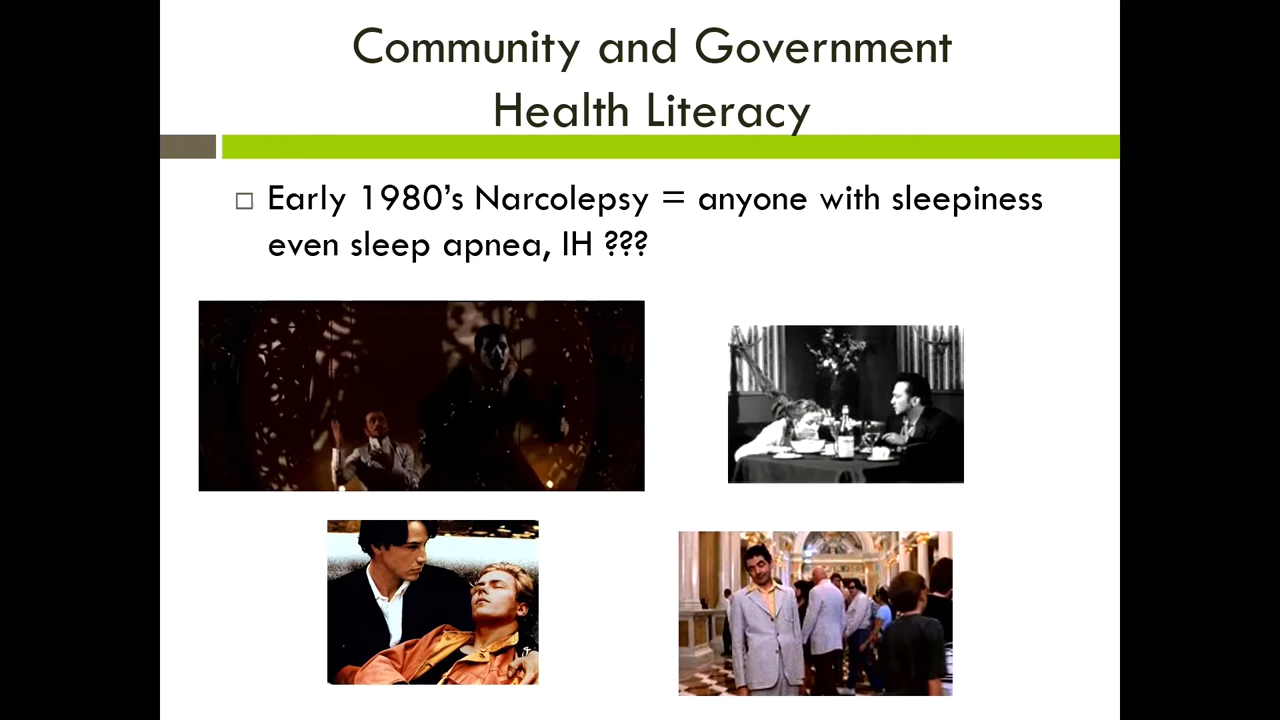 Community and Government
Health Literacy
Early 1980's Narcolepsy = anyone with sleepiness
even sleep apnea, IH ???